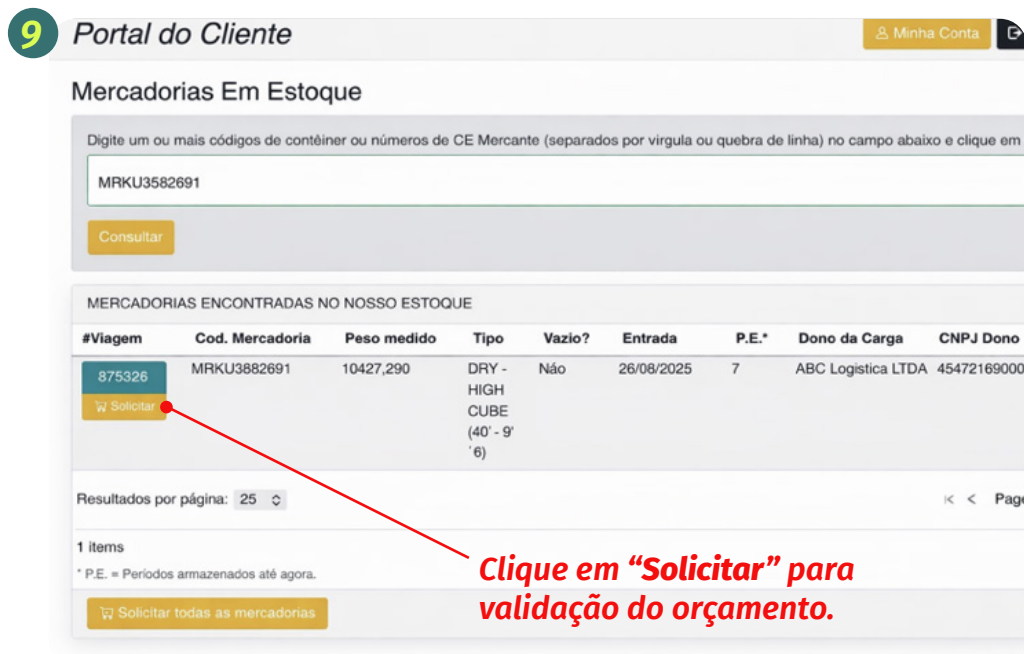 9 Portal do Cliente Minha Conta
Mercadorias Em Estoque
Digite um ou mais códigos de contêiner ou números de CE Mercante (separados por virgula ou quebra de linha) no campo abaixo e clique em
MRKU3582691
Consultar
MERCADORIAS ENCONTRADAS NO NOSSO ESTOQUE
#Viagem Cod. Mercadoria Peso medido Tipo Vazio? Entrada P.E.* Dono da Carga CNPJ Dono
875326 MRKU3882691 10427,290 DRY - Náo 26/08/2025 7 ABC Logistica LTDA 45472169000
HIGH
Solicitar
CUBE
(40' - 9'
'6)
Resultados por página: 25 Page
1 items
* P.E. = Períodos armazenados até agora.
Clique em “Solicitar” para
validação do orçamento.
Solicitar todas as mercadorias